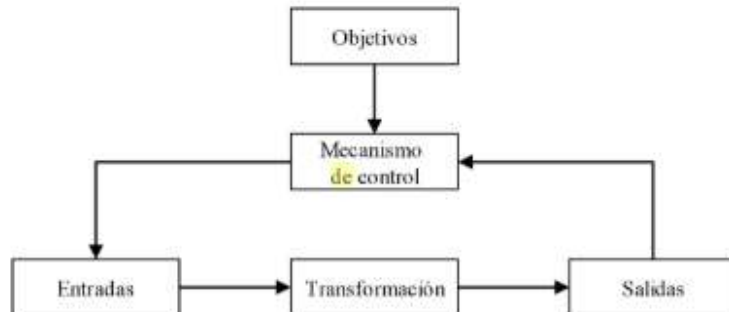 Objetivos
Mecanismo
de control
Entradas
Transformación
Salidas